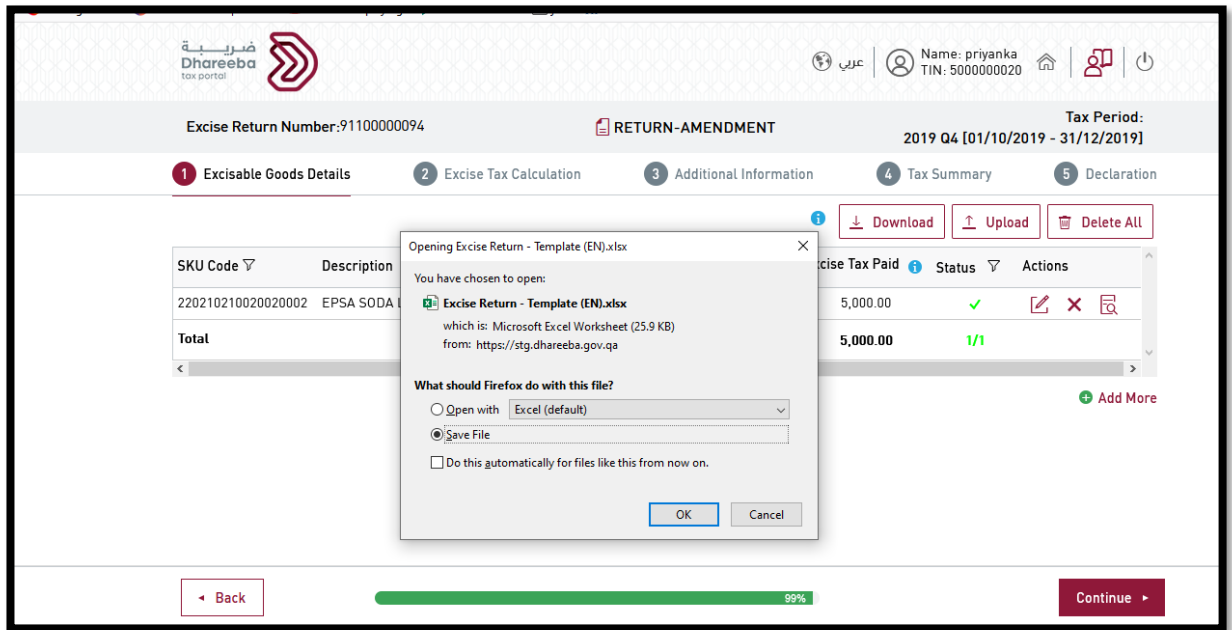 ضريبة
Dhareeba
tax portal
عربي
Name: priyanka
TIN: 5000000020
Excise Return Number:91100000094
RETURN-AMENDMENT
Tax Period:
2019 Q4 [01/10/2019 - 31/12/2019]
1 Excisable Goods Details
2 Excise Tax Calculation
3 Additional Information
4 Tax Summary
5 Declaration
Download
Upload
Delete All
SKU Code
Description
Tax Paid
Status
Actions
220210210020020002
EPSA SODA
5,000.00
Total
5,000.00
1/1
Add More
Opening Excise Return - Template (EN).xlsx
You have chosen to open:
Excise Return - Template (EN).xlsx
which is: Microsoft Excel Worksheet (25.9 KB)
from: https://stg.dhareeba.gov.qa
What should Firefox do with this file?
Open with Excel (default)
Save File
Do this automatically for files like this from now on.
OK
Cancel
Back
99%
Continue